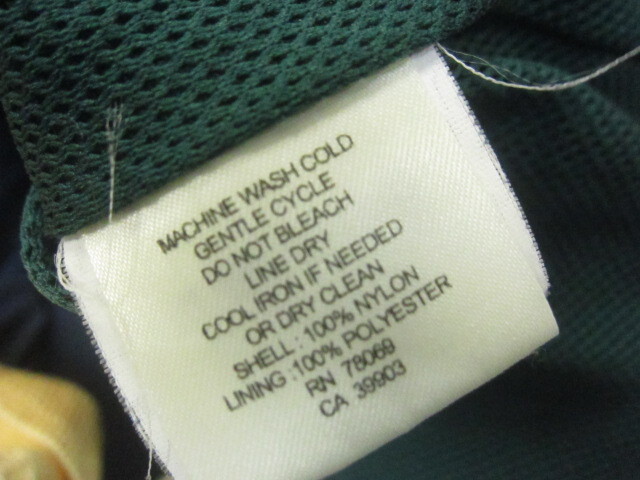 MACHINE WASH COLD
GENTLE CYCLE
DO NOT BLEACH
LINE DRY
COOL IRON IF NEEDED
OR DRY CLEAN
SHELL : 100% NYLON
LINING : 100% POLYESTER
RN 78069
CA 39903